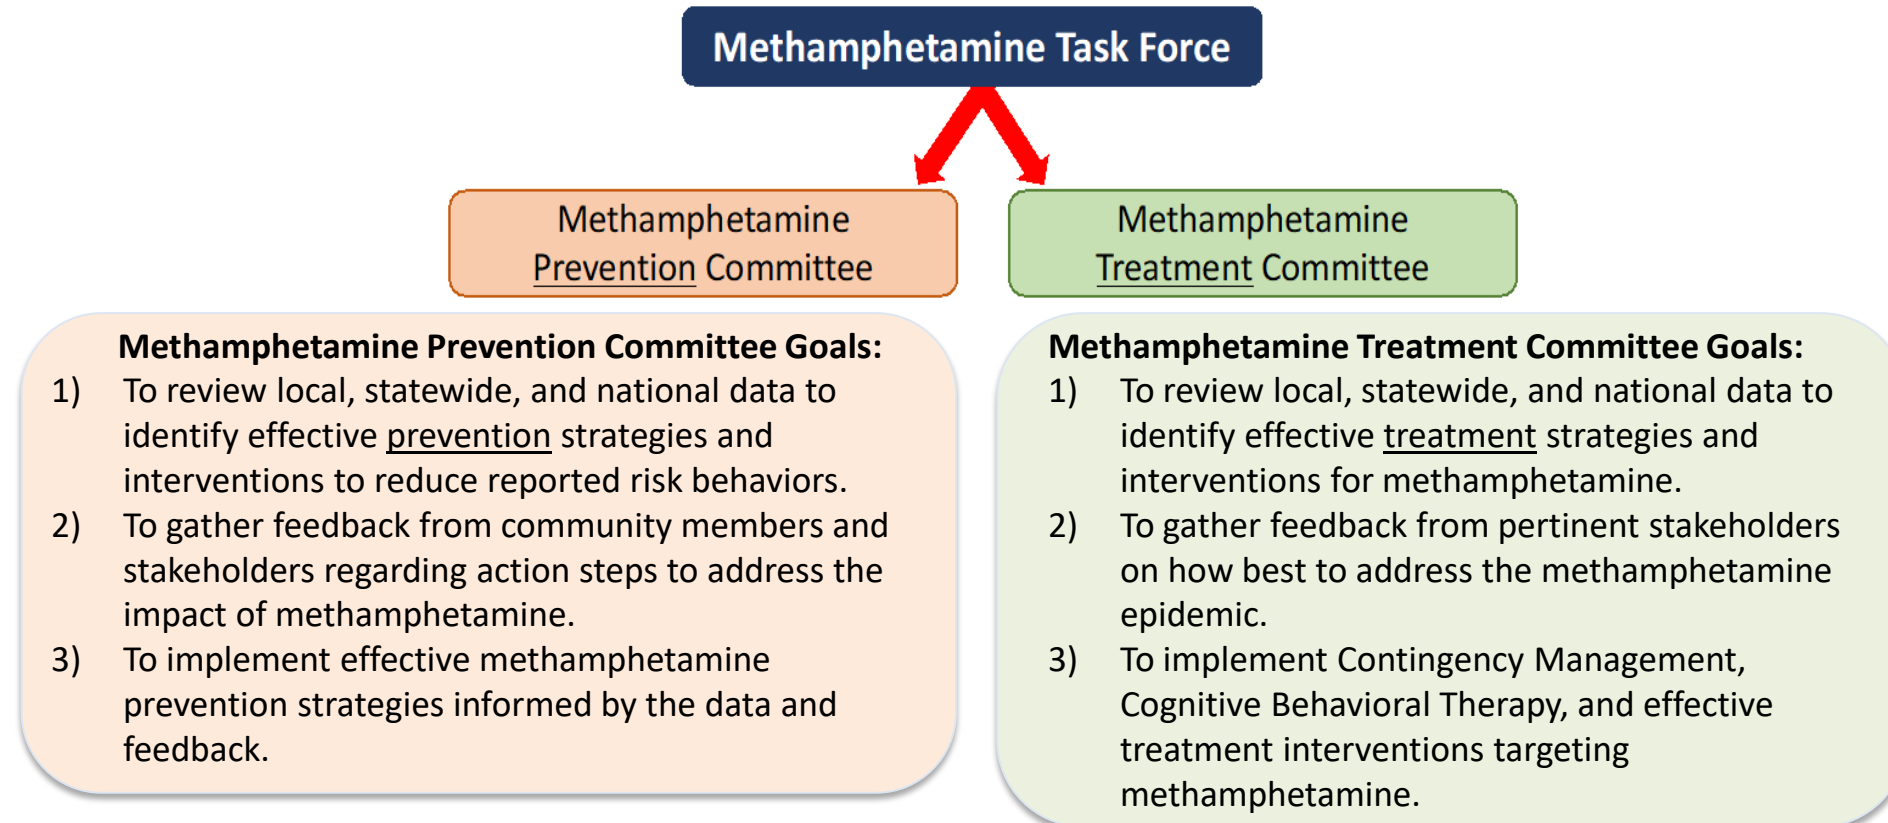 Methamphetamine Task Force
Methamphetamine
Prevention Committee
Methamphetamine
Treatment Committee
Methamphetamine Prevention Committee Goals:
1) To review local, statewide, and national data to
identify effective prevention strategies and
interventions to reduce reported risk behaviors.
2) To gather feedback from community members and
stakeholders regarding action steps to address the
impact of methamphetamine.
3) To implement effective methamphetamine
prevention strategies informed by the data and
feedback.
Methamphetamine Treatment Committee Goals:
1) To review local, statewide, and national data to
identify effective treatment strategies and
interventions for methamphetamine.
2) To gather feedback from pertinent stakeholders
on how best to address the methamphetamine
epidemic.
3) To implement Contingency Management,
Cognitive Behavioral Therapy, and effective
treatment interventions targeting
methamphetamine.